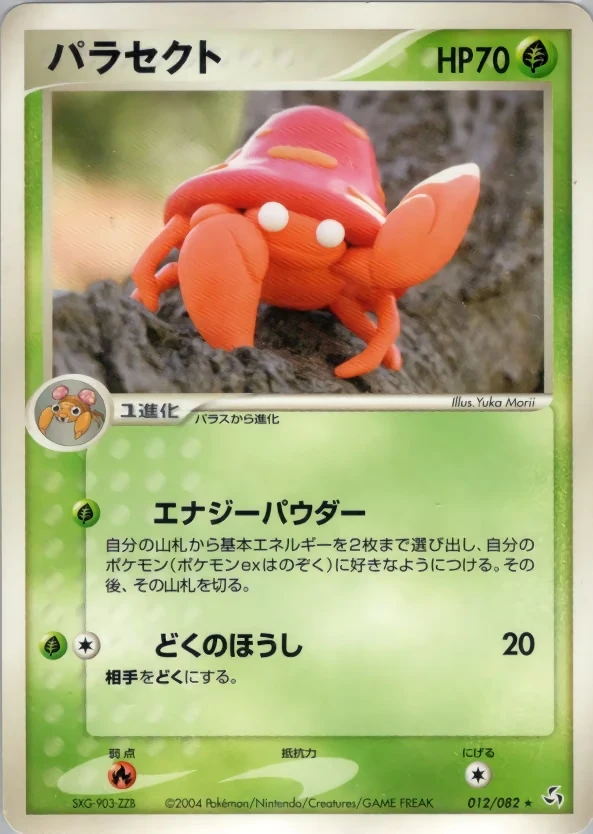 パラセクト HP70
Illus. Yuka Morii
1進化 パラスから進化
エナジーパウダー
自分の山札から基本エネルギーを2枚まで選び出し、自分の
ポケモン(ポケモンexはのぞく)に好きなようにつける。その
後、その山札を切る。
どくのほうし 20
相手をどくにする。
弱点 抵抗力 にげる
SXG-903-ZZB ©2004 Pokémon/Nintendo/Creatures/GAME FREAK 012/082 ★